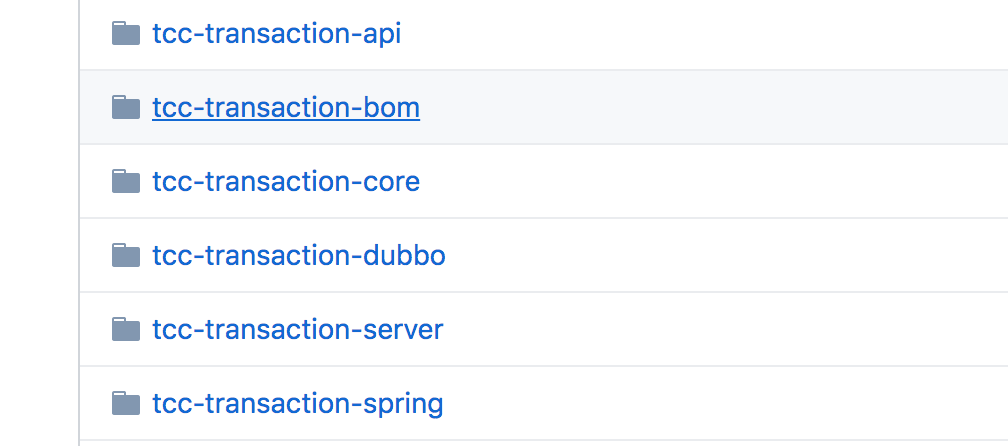 tcc-transaction-api
tcc-transaction-bom
tcc-transaction-core
tcc-transaction-dubbo
tcc-transaction-server
tcc-transaction-spring